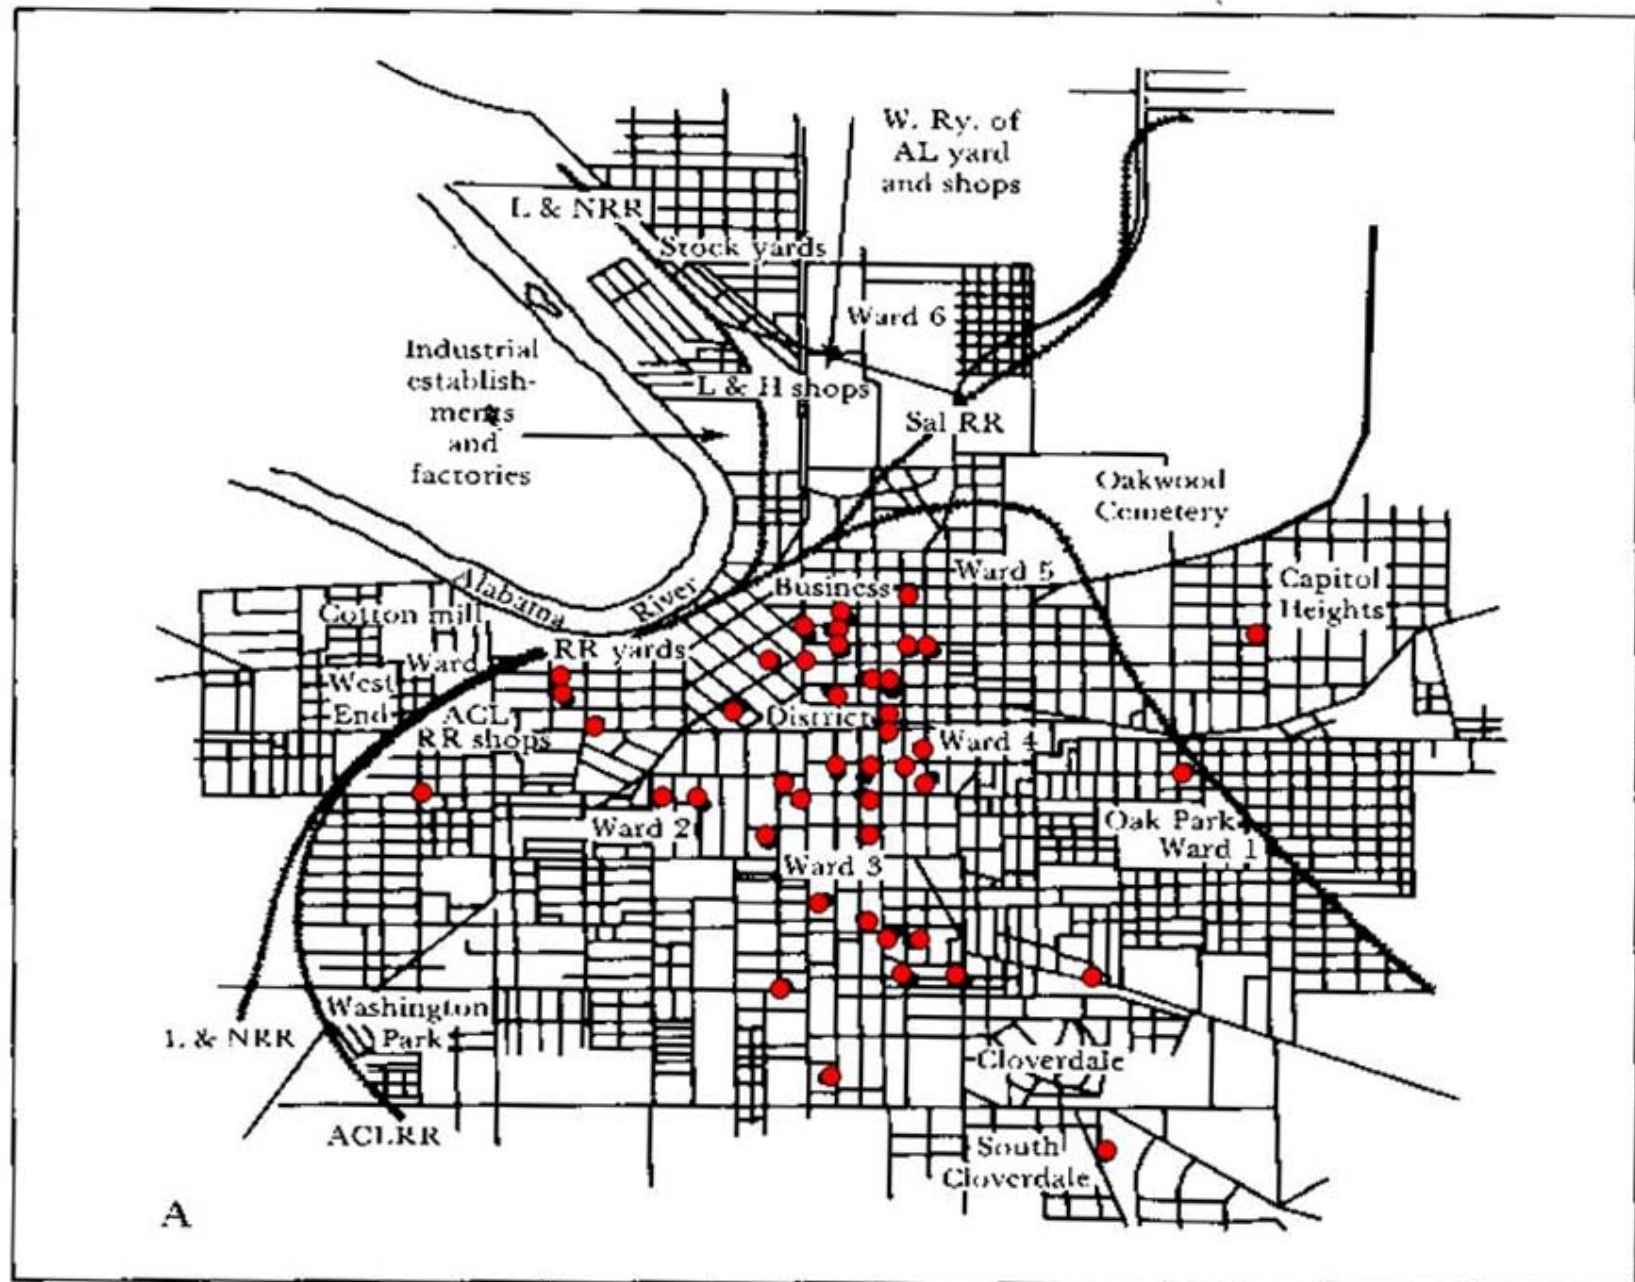 W. Ry. of
AL yard
and shops
L & NRR
Stock yards
Ward 6
Industrial
establish-
ments
and
factories
L & H shops
Sal RR
Oakwood
Cemetery
Ward 5
Capitol
Heights
Business
Alabama
River
Cotton mill
RR yards
Ward
West
End
ACL
RR shops
District
Ward 4
Ward 2
Oak Park
Ward 1
Ward 3
Washington
Park
L & NRR
Cloverdale
ACLRR
South
Cloverdale
A